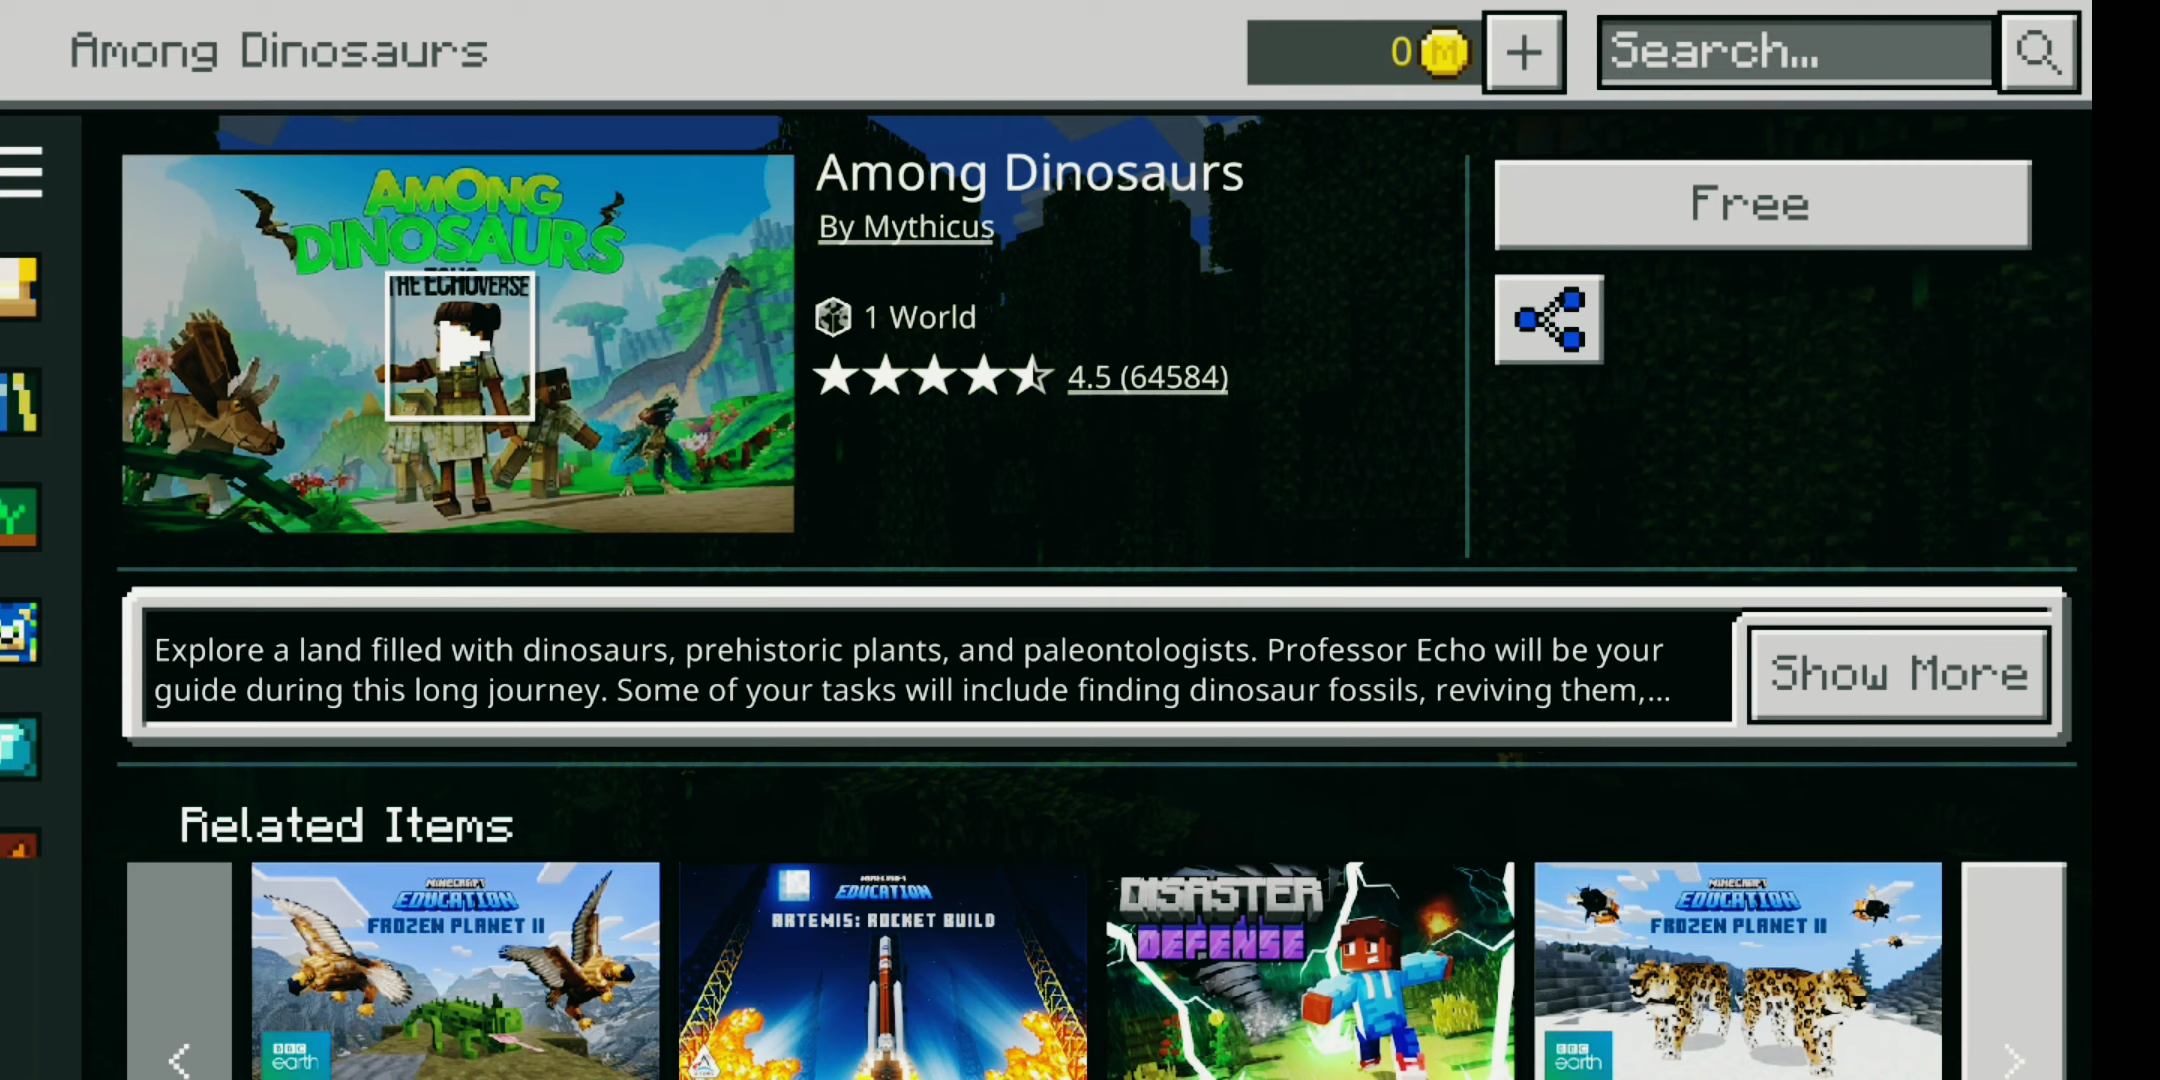 Among Dinosaurs
0
Search...
AMONG
DINOSAURS
THE ECHOVERSE
Among Dinosaurs
By Mythicus
1 World
4.5 (64584)
Free
Explore a land filled with dinosaurs, prehistoric plants, and paleontologists. Professor Echo will be your
guide during this long journey. Some of your tasks will include finding dinosaur fossils, reviving them,...
Show More
Related Items
MINECRAFT
EDUCATION
FROZEN PLANET II
BBC
earth
MINECRAFT
EDUCATION
ARTEMIS: ROCKET BUILD
DISASTER
DEFENSE
MINECRAFT
EDUCATION
FROZEN PLANET II
BBC
earth